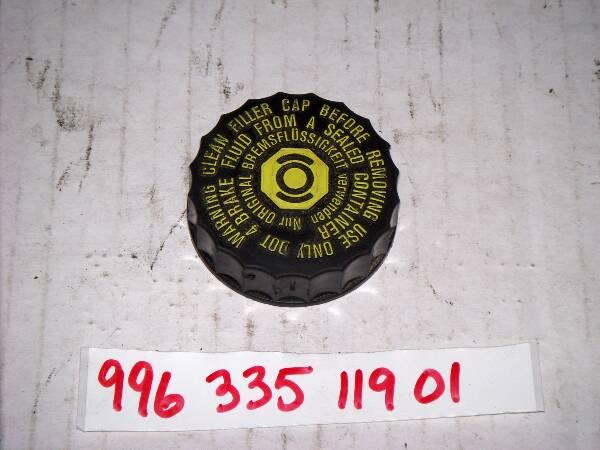 WARNING CLEAN FILLER CAP BEFORE REMOVING USE ONLY DOT
4 BRAKE FLUID FROM A SEALED CONTAINER
Nur ORIGINAL BREMSFLÜSSIGKEIT verwenden.
996 335 119 01